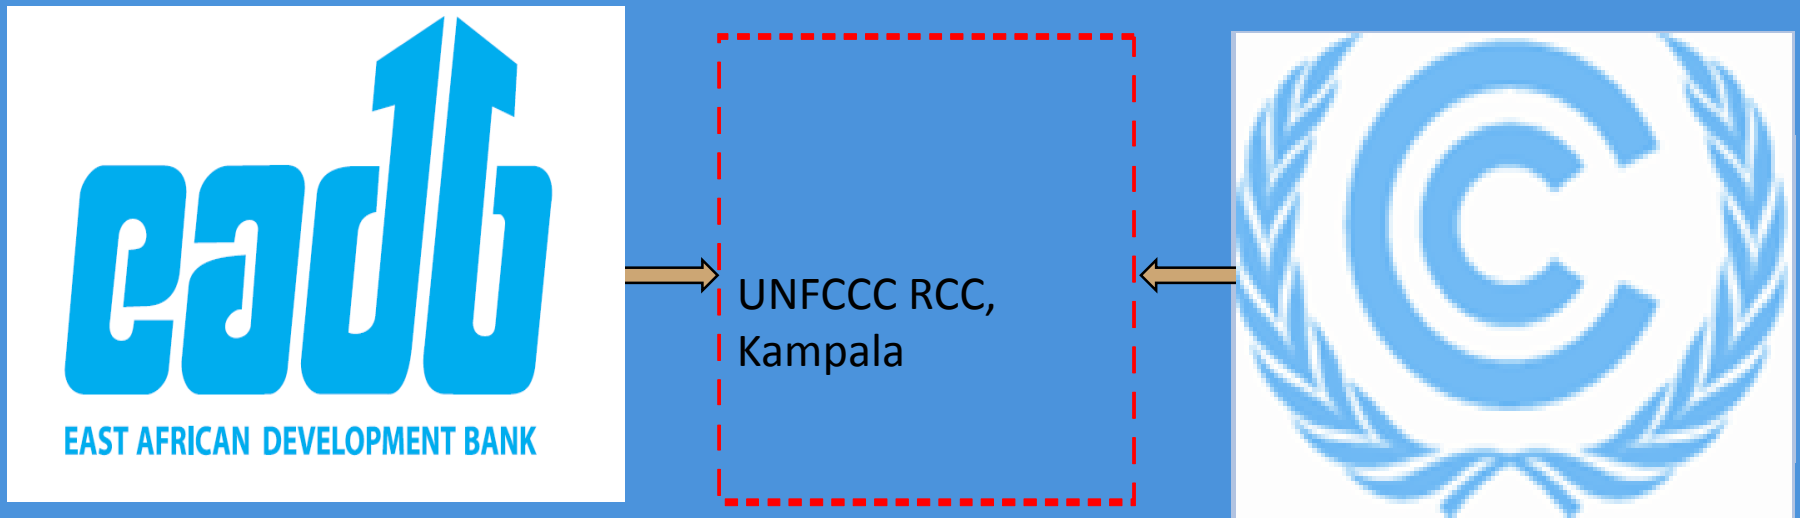 eadb
EAST AFRICAN DEVELOPMENT BANK
UNFCCC RCC,
Kampala